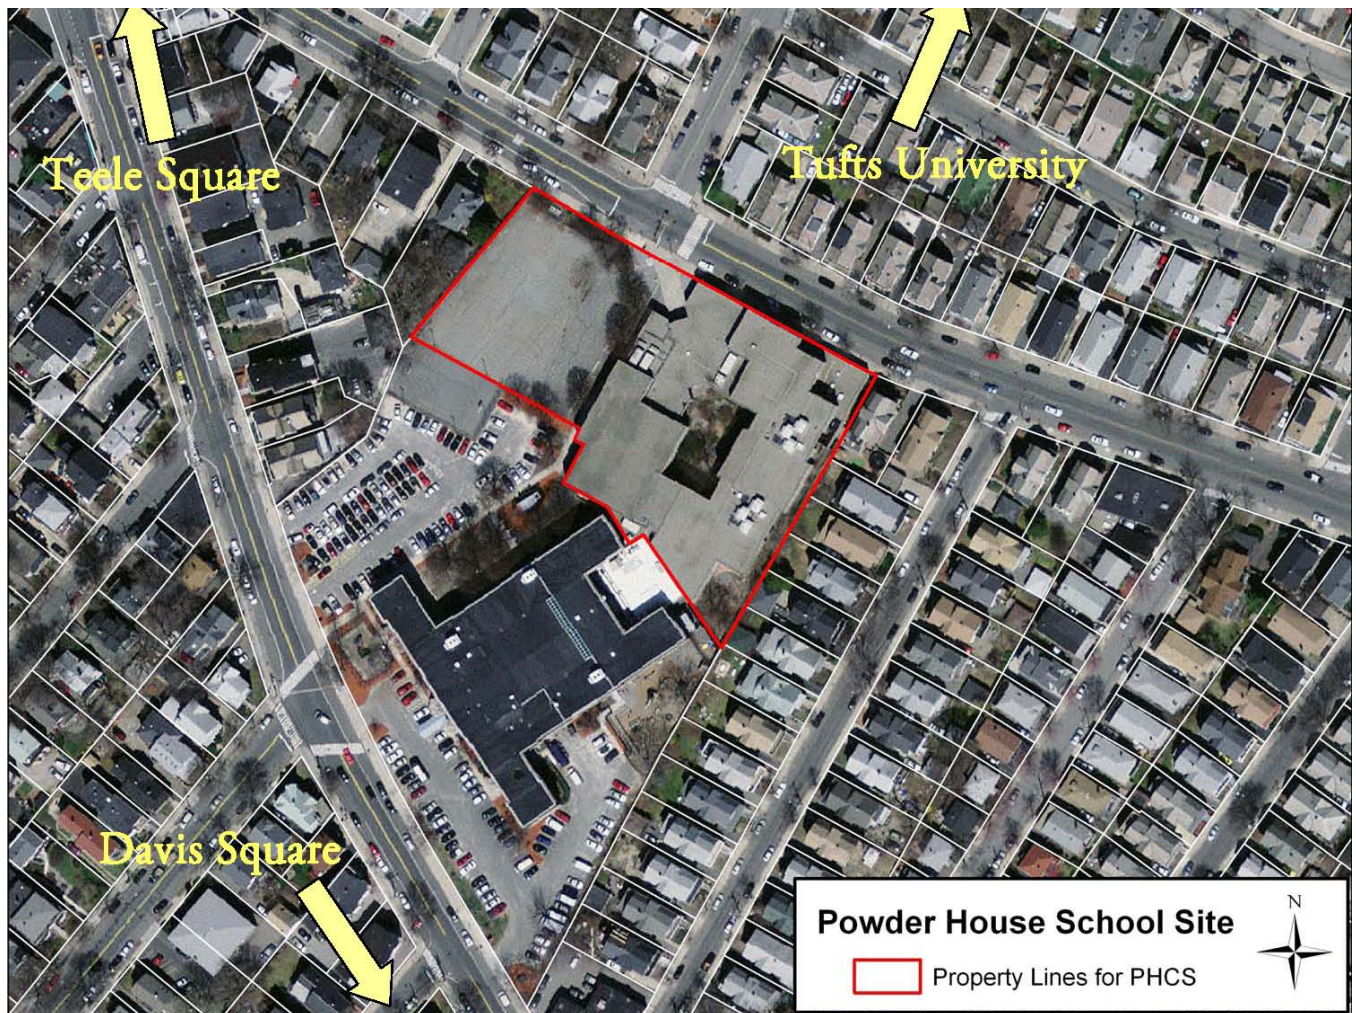 Teele Square
Tufts University
Davis Square
Powder House School Site
N
Property Lines for PHCS